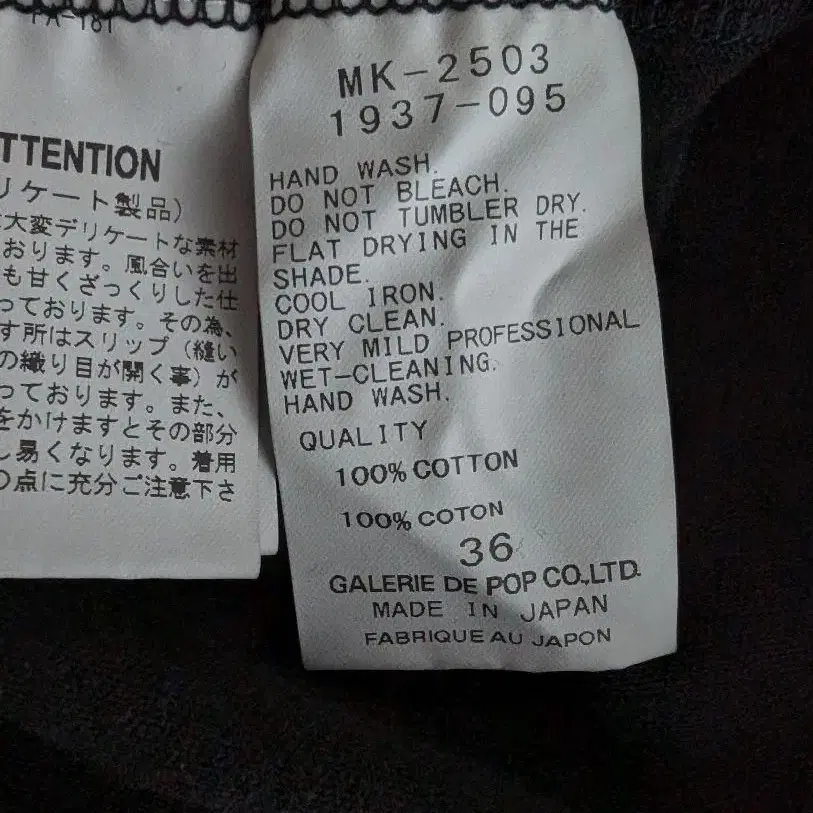 TTENTION
リケート製品)
大変デリケートな素材
おります。風合いを出
も甘くざっくりした仕
っております。その為、
す所はスリップ(縫い
の織り目が開く事)が
っております。また、
をかけますとその部分
し易くなります。着用
の点に充分ご注意下さ
MK-2503
1937-095
HAND WASH.
DO NOT BLEACH.
DO NOT TUMBLER DRY.
FLAT DRYING IN THE
SHADE.
COOL IRON.
DRY CLEAN.
VERY MILD PROFESSIONAL
WET-CLEANING.
HAND WASH.
QUALITY
100% COTTON
100% COTON
36
GALERIE DE POP CO.,LTD.
MADE IN JAPAN
FABRIQUE AU JAPON